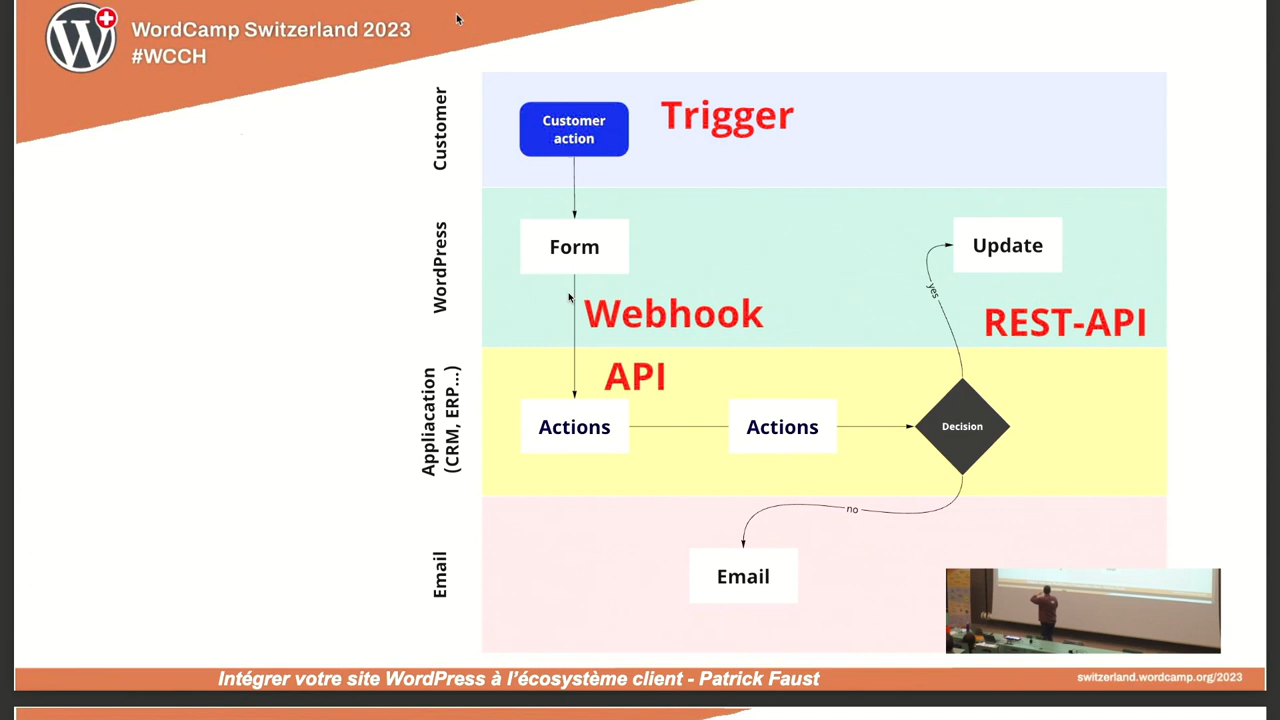 WordCamp Switzerland 2023
#WCCH
Customer
Customer
action
Trigger
WordPress
Form
Update
yes
Webhook
REST-API
Appliacation
(CRM, ERP...)
API
Actions
Actions
Decision
no
Email
Email
Intégrer votre site WordPress à l'écosystème client - Patrick Faust
switzerland.wordcamp.org/2023